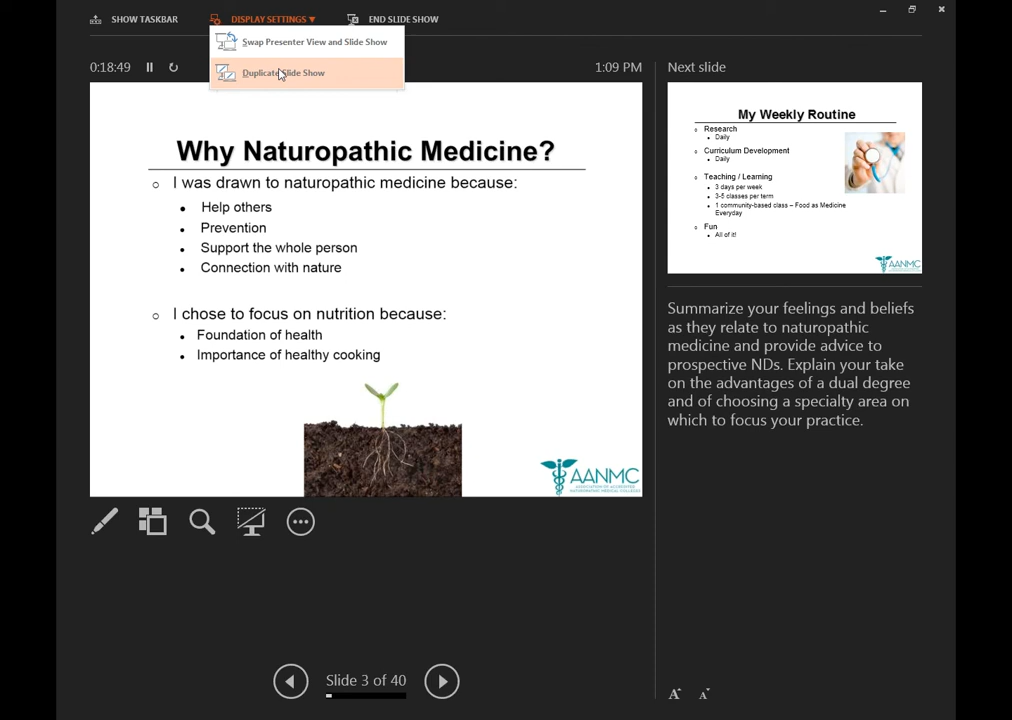 SHOW TASKBAR DISPLAY SETTINGS ▼ END SLIDE SHOW
Swap Presenter View and Slide Show
Duplicate Slide Show
0:18:49 1:09 PM
Why Naturopathic Medicine?
o I was drawn to naturopathic medicine because:
• Help others
• Prevention
• Support the whole person
• Connection with nature
o I chose to focus on nutrition because:
• Foundation of health
• Importance of healthy cooking
AANMC
ASSOCIATION OF ACCREDITED
NATUROPATHIC MEDICAL COLLEGES
Slide 3 of 40
Next slide
My Weekly Routine
o Research
• Daily
o Curriculum Development
• Daily
o Teaching / Learning
• 3 days per week
• 3-5 classes per term
• 1 community-based class – Food as Medicine
Everyday
o Fun
• All of it!
AANMC
Summarize your feelings and beliefs
as they relate to naturopathic
medicine and provide advice to
prospective NDs. Explain your take
on the advantages of a dual degree
and of choosing a specialty area on
which to focus your practice.
A A